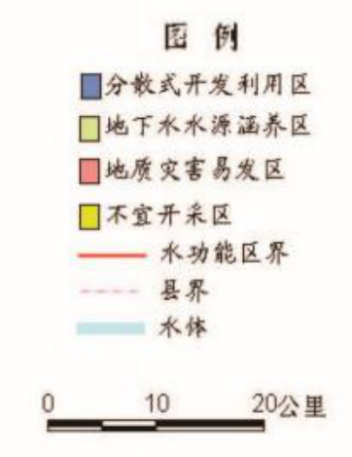 图 例
分散式开发利用区
地下水水源涵养区
地质灾害易发区
不宜开采区
水功能区界
县界
水体
0 10 20公里